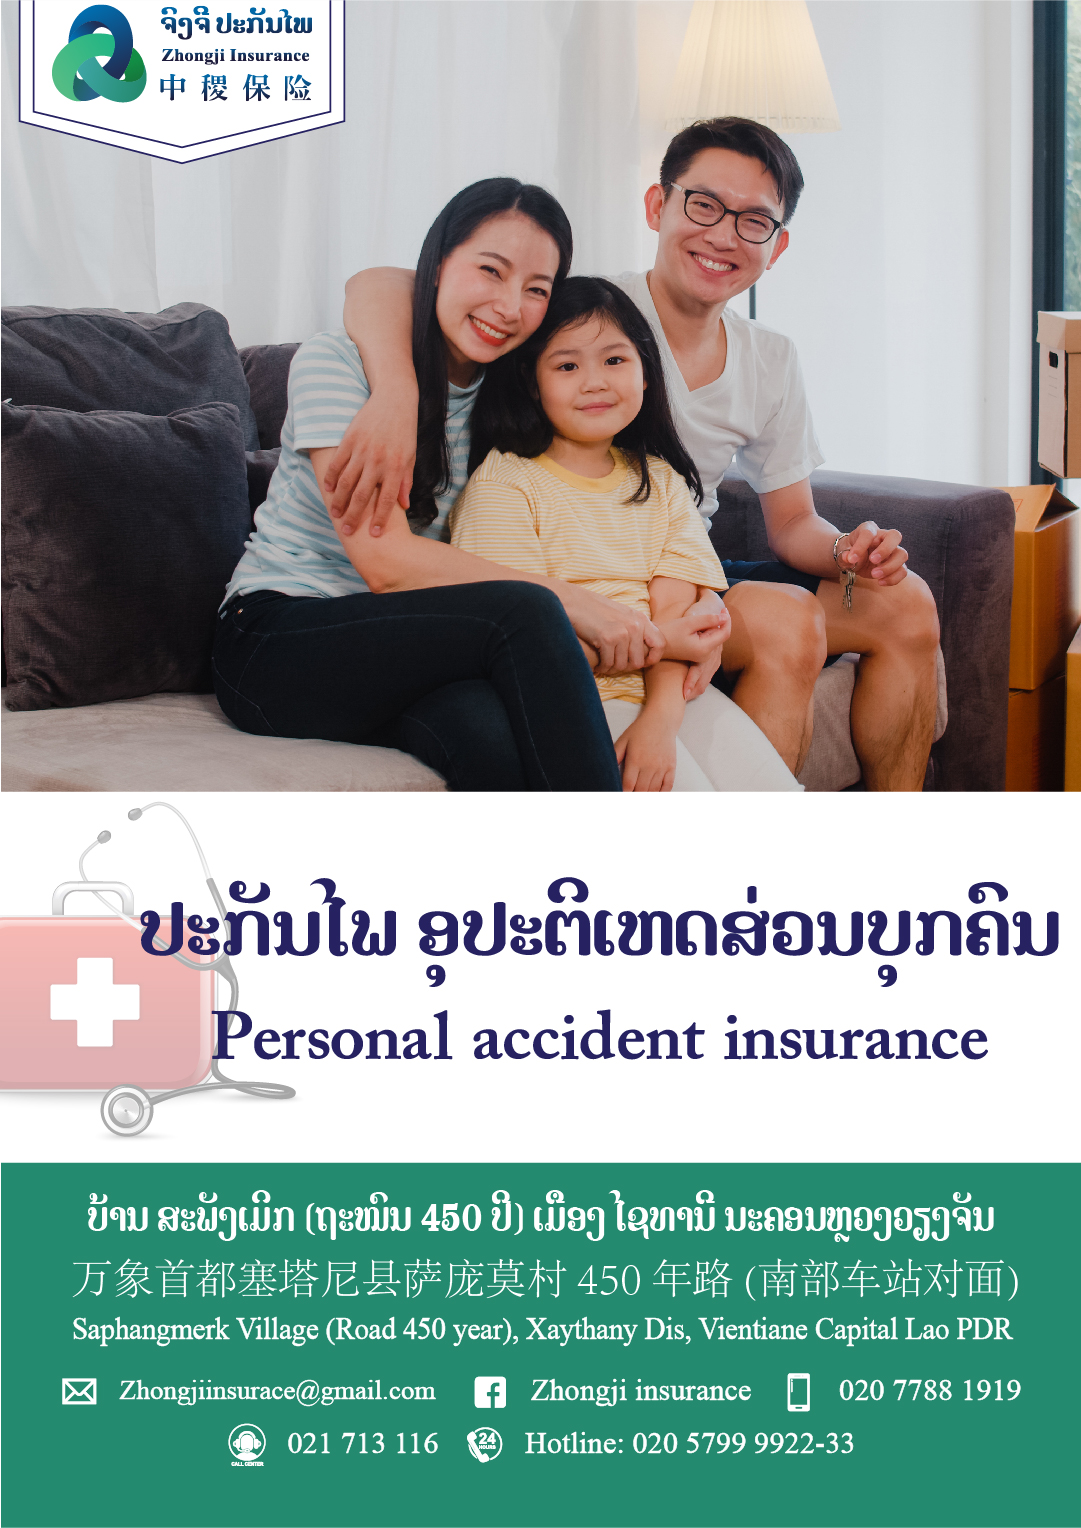 ຈົງຈີ ປະກັນໄພ
Zhongji Insurance
中稷保险
ປະກັນໄພ ອຸປະຕິເຫດສ່ວນບຸກຄົນ
Personal accident insurance
ບ້ານ ສະພັງເມິກ (ຖະໜົນ 450 ປີ) ເມືອງ ໄຊທານີ ນະຄອນຫຼວງວຽງຈັນ
万象首都塞塔尼县萨庞莫村 450 年路 (南部车站对面)
Saphangmerk Village (Road 450 year), Xaythany Dis, Vientiane Capital Lao PDR
Zhongjiinsurace@gmail.com Zhongji insurance 020 7788 1919
CALL CENTER 021 713 116 24 HOURS Hotline: 020 5799 9922-33